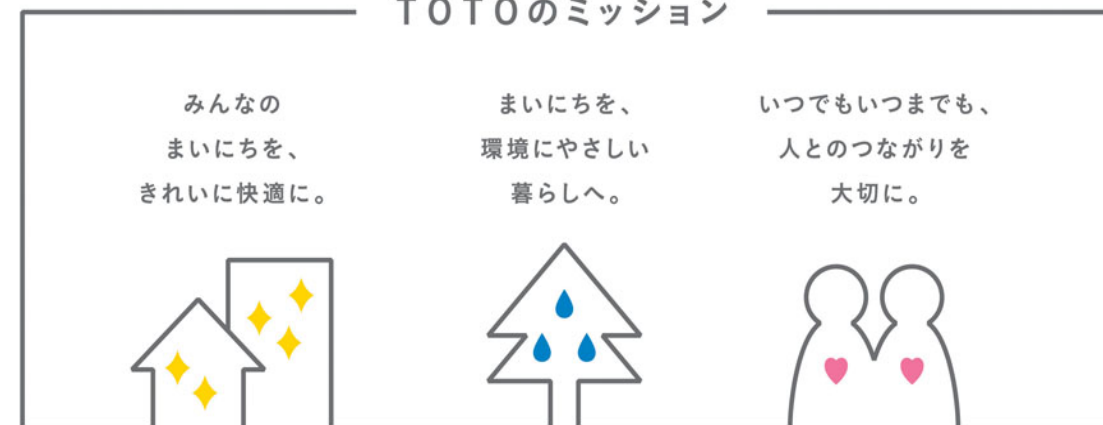 TOTOのミッション
みんなの
まいにちを、
きれいに快適に。
まいにちを、
環境にやさしい
暮らしへ。
いつでもいつまでも、
人とのつながりを
大切に。